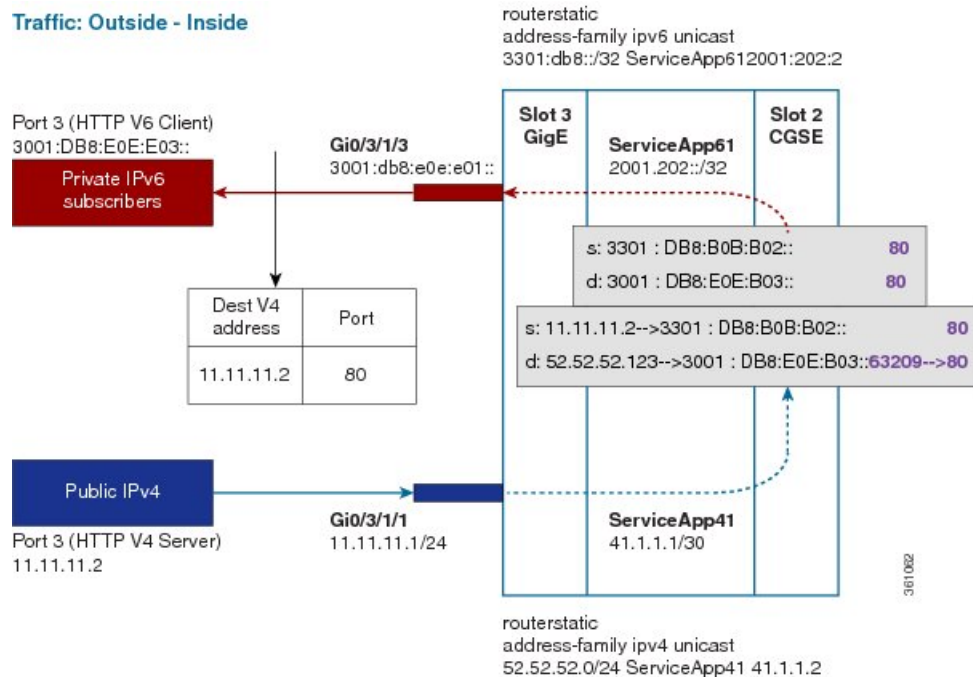 Traffic: Outside - Inside
routerstatic
address-family ipv6 unicast
3301:db8::/32 ServiceApp612001:202:2
Port 3 (HTTP V6 Client)
3001:DB8:E0E:E03::
Private IPv6
subscribers
Gi0/3/1/3
3001:db8:e0e:e01::
Slot 3
GigE
ServiceApp61
2001.202::/32
Slot 2
CGSE
s: 3301 : DB8:B0B:B02:: 80
d: 3001 : DB8:E0E:B03:: 80
s: 11.11.11.2-->3301 : DB8:B0B:B02:: 80
d: 52.52.52.123-->3001 : DB8:E0E:B03::63209-->80
Dest V4
address
Port
11.11.11.2 80
Public IPv4
Port 3 (HTTP V4 Server)
11.11.11.2
Gi0/3/1/1
11.11.11.1/24
ServiceApp41
41.1.1.1/30
361062
routerstatic
address-family ipv4 unicast
52.52.52.0/24 ServiceApp41 41.1.1.2